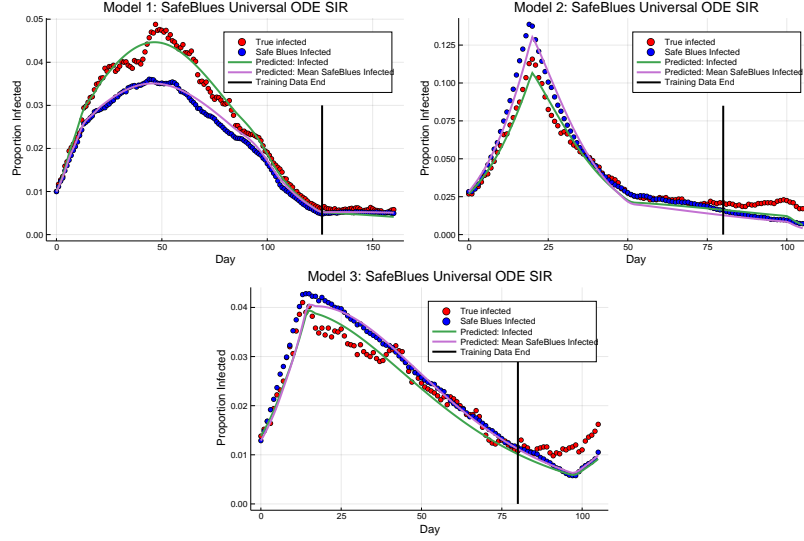 Model 1: SafeBlues Universal ODE SIR
0.05
0.04
0.03
0.02
0.01
0.00
Proportion Infected
0
50
100
150
Day
True infected
Safe Blues Infected
Predicted: Infected
Predicted: Mean SafeBlues Infected
Training Data End
Model 2: SafeBlues Universal ODE SIR
0.125
0.100
0.075
0.050
0.025
0.000
Proportion Infected
0
25
50
75
100
Day
True infected
Safe Blues Infected
Predicted: Infected
Predicted: Mean SafeBlues Infected
Training Data End
Model 3: SafeBlues Universal ODE SIR
0.04
0.03
0.02
0.01
0.00
Proportion Infected
0
25
50
75
100
Day
True infected
Safe Blues Infected
Predicted: Infected
Predicted: Mean SafeBlues Infected
Training Data End